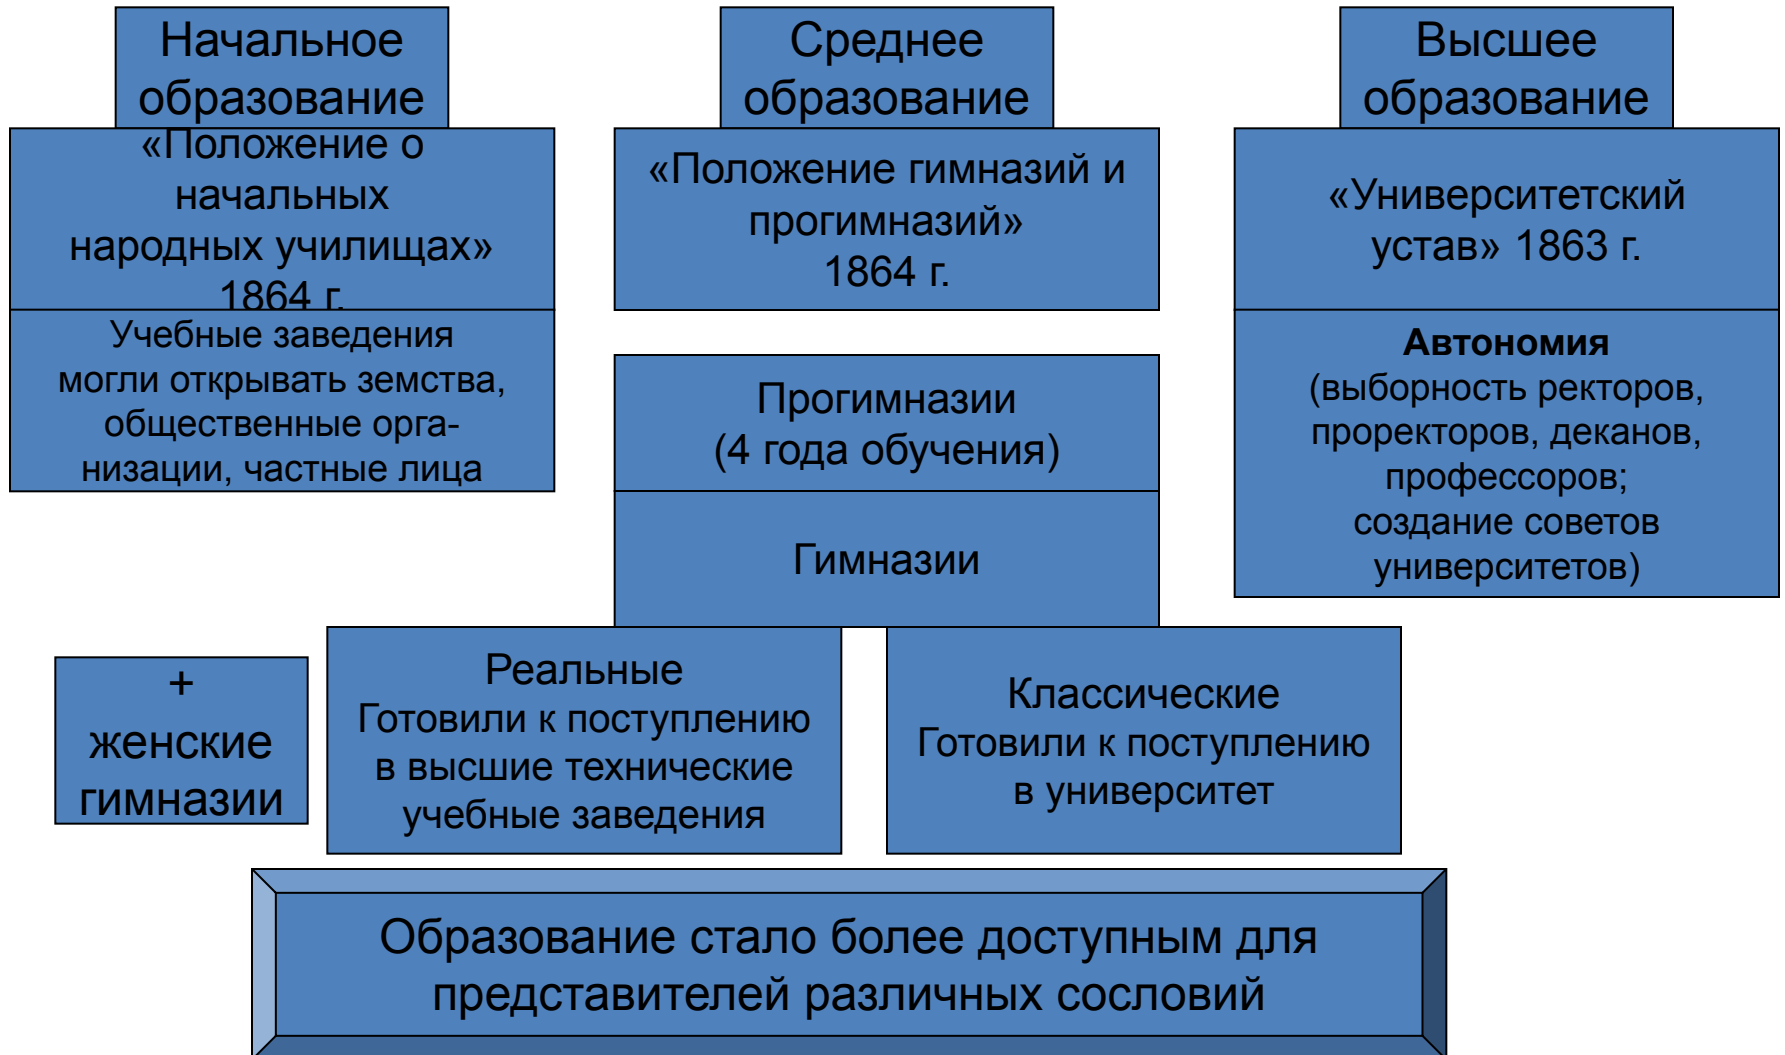 Начальное
образование
«Положение о
начальных
народных училищах»
1864 г.
Учебные заведения
могли открывать земства,
общественные орга-
низации, частные лица
Среднее
образование
«Положение гимназий и
прогимназий»
1864 г.
Прогимназии
(4 года обучения)
Гимназии
Высшее
образование
«Университетский
устав» 1863 г.
Автономия
(выборность ректоров,
проректоров, деканов,
профессоров;
создание советов
университетов)
+
женские
гимназии
Реальные
Готовили к поступлению
в высшие технические
учебные заведения
Классические
Готовили к поступлению
в университет
Образование стало более доступным для
представителей различных сословий